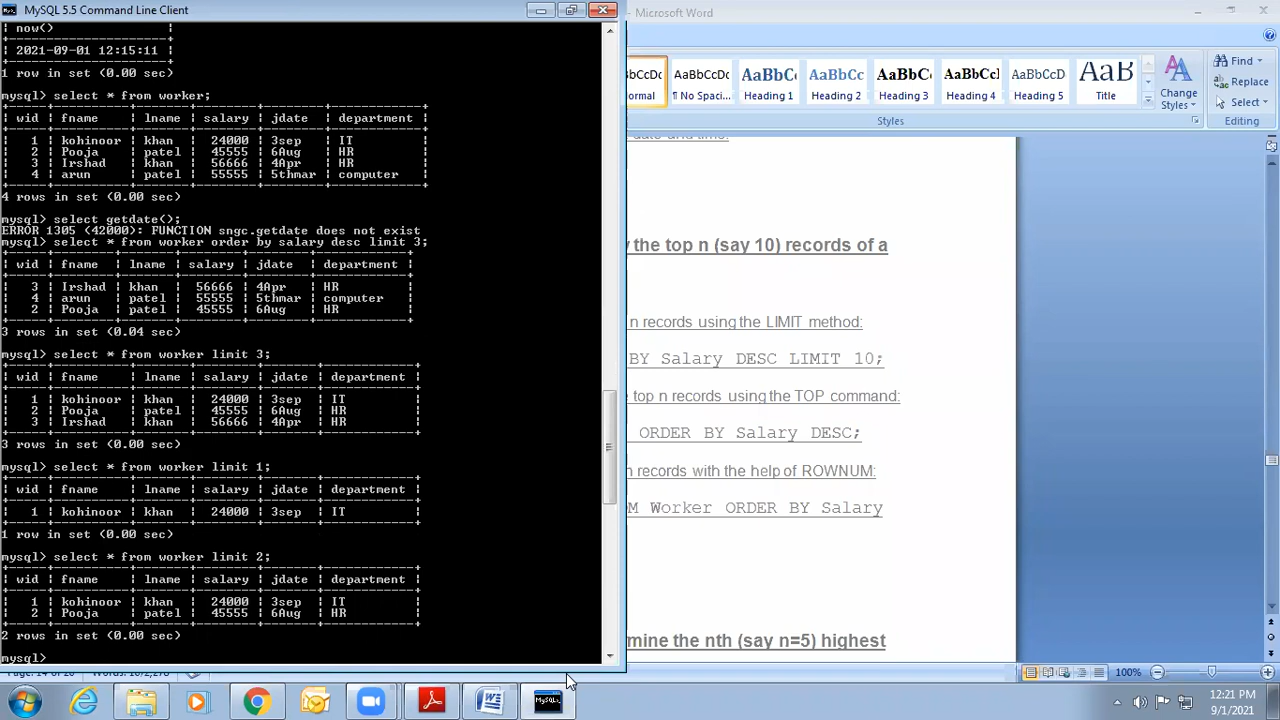 MySQL 5.5 Command Line Client
| now()               |
+---------------------+
| 2021-09-01 12:15:11 |
+---------------------+
1 row in set (0.00 sec)
mysql> select * from worker;
+-----+----------+-------+--------+--------+------------+
| wid | fname    | lname | salary | jdate  | department |
+-----+----------+-------+--------+--------+------------+
| 1 | kohinoor | khan | 24000 | 3sep | IT |
| 2 | Pooja | patel | 45555 | 6Aug | HR |
| 3 | Irshad | khan | 56666 | 4Apr | HR |
| 4 | arun | patel | 55555 | 5thmar | computer |
+-----+----------+-------+--------+--------+------------+
4 rows in set (0.00 sec)
mysql> select getdate();
ERROR 1305 (42000): FUNCTION sngc.getdate does not exist
mysql> select * from worker order by salary desc limit 3;
+-----+--------+-------+--------+--------+------------+
| wid | fname | lname | salary | jdate | department |
+-----+--------+-------+--------+--------+------------+
| 3 | Irshad | khan | 56666 | 4Apr | HR |
| 4 | arun | patel | 55555 | 5thmar | computer |
| 2 | Pooja | patel | 45555 | 6Aug | HR |
+-----+--------+-------+--------+--------+------------+
3 rows in set (0.04 sec)
mysql> select * from worker limit 3;
+-----+----------+-------+--------+-------+------------+
| wid | fname | lname | salary | jdate | department |
+-----+----------+-------+--------+-------+------------+
| 1 | kohinoor | khan | 24000 | 3sep | IT |
| 2 | Pooja | patel | 45555 | 6Aug | HR |
| 3 | Irshad | khan | 56666 | 4Apr | HR |
+-----+----------+-------+--------+-------+------------+
3 rows in set (0.00 sec)
mysql> select * from worker limit 1;
+-----+----------+-------+--------+-------+------------+
| wid | fname | lname | salary | jdate | department |
+-----+----------+-------+--------+-------+------------+
| 1 | kohinoor | khan | 24000 | 3sep | IT |
+-----+----------+-------+--------+-------+------------+
1 row in set (0.00 sec)
mysql> select * from worker limit 2;
+-----+----------+-------+--------+-------+------------+
| wid | fname | lname | salary | jdate | department |
+-----+----------+-------+--------+-------+------------+
| 1 | kohinoor | khan | 24000 | 3sep | IT |
| 2 | Pooja | patel | 45555 | 6Aug | HR |
+-----+----------+-------+--------+-------+------------+
2 rows in set (0.00 sec)
mysql>
- Microsoft Word
AaBbC AaBbCc AaBbCc AaBbCcI AaBbCcD AaB
¶ No Spaci... Heading 1 Heading 2 Heading 3 Heading 4 Heading 5 Title
Change
Styles
Find
Replace
Select
Styles
Editing
the top n (say 10) records of a
n records using the LIMIT method:
BY Salary DESC LIMIT 10;
top n records using the TOP command:
ORDER BY Salary DESC;
n records with the help of ROWNUM:
Worker ORDER BY Salary
nth (say n=5) highest
100%
MySQL
12:21 PM
9/1/2021